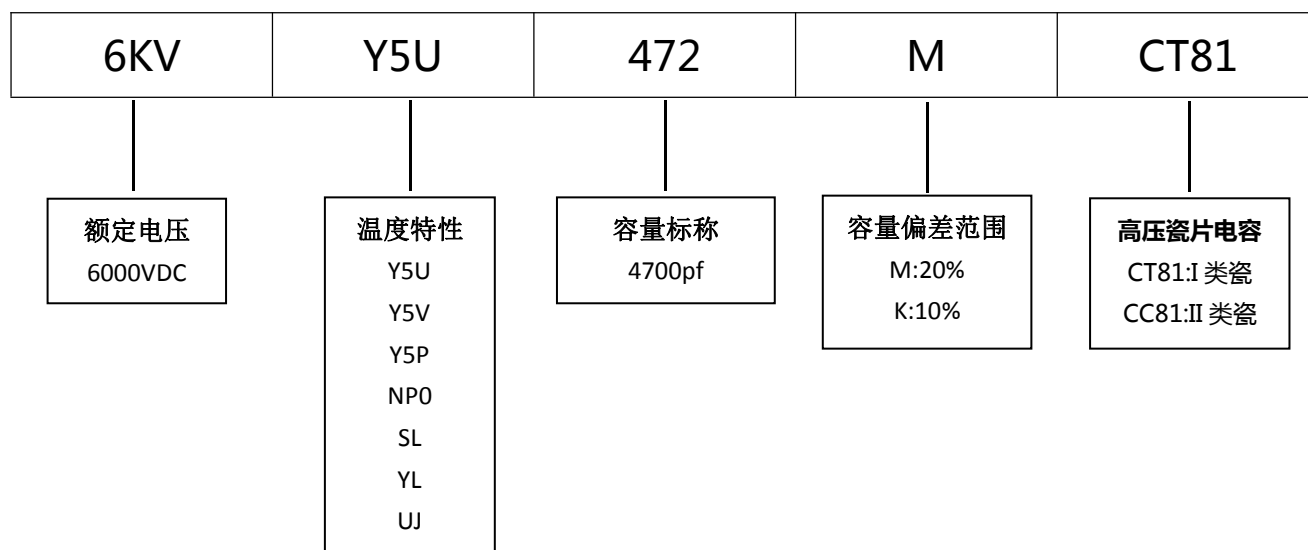 6KV Y5U 472 M CT81
额定电压
6000VDC
温度特性
Y5U
Y5V
Y5P
NP0
SL
YL
UJ
容量标称
4700pf
容量偏差范围
M:20%
K:10%
高压瓷片电容
CT81:I 类瓷
CC81:II 类瓷